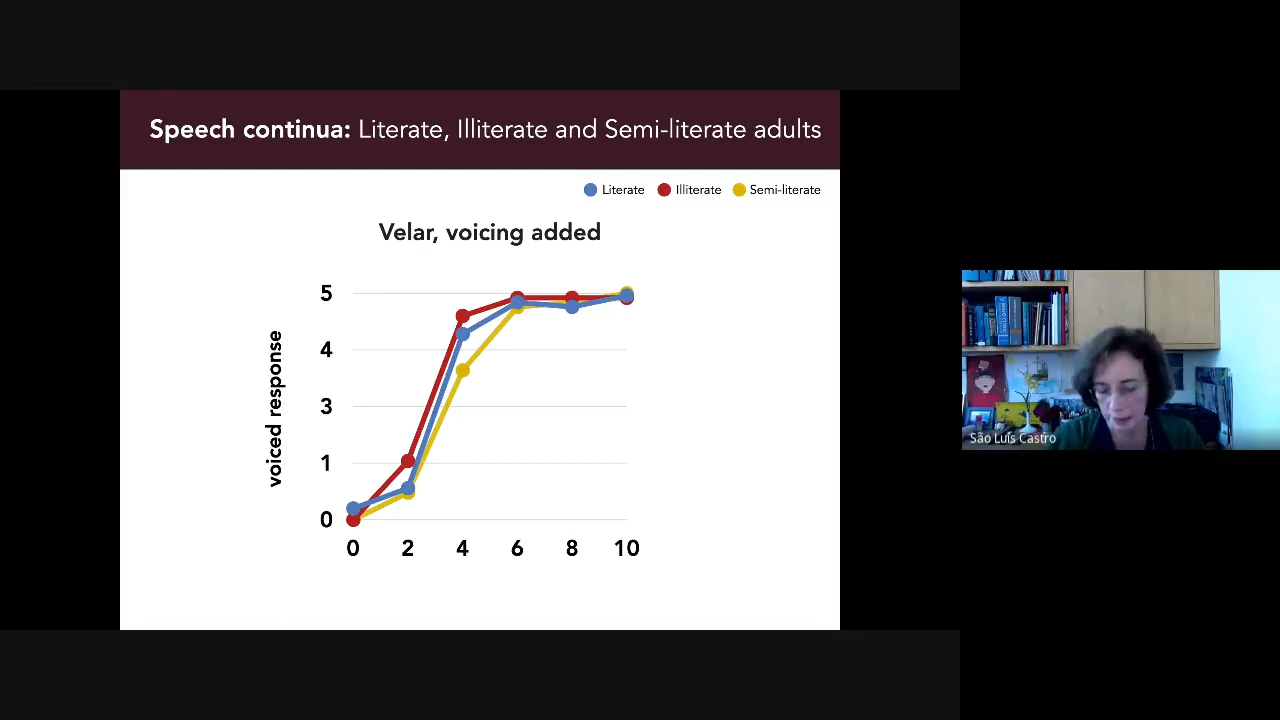 Speech continua: Literate, Illiterate and Semi-literate adults
Literate Illiterate Semi-literate
Velar, voicing added
5
4
3
1
0
voiced response
0 2 4 6 8 10
São Luís Castro